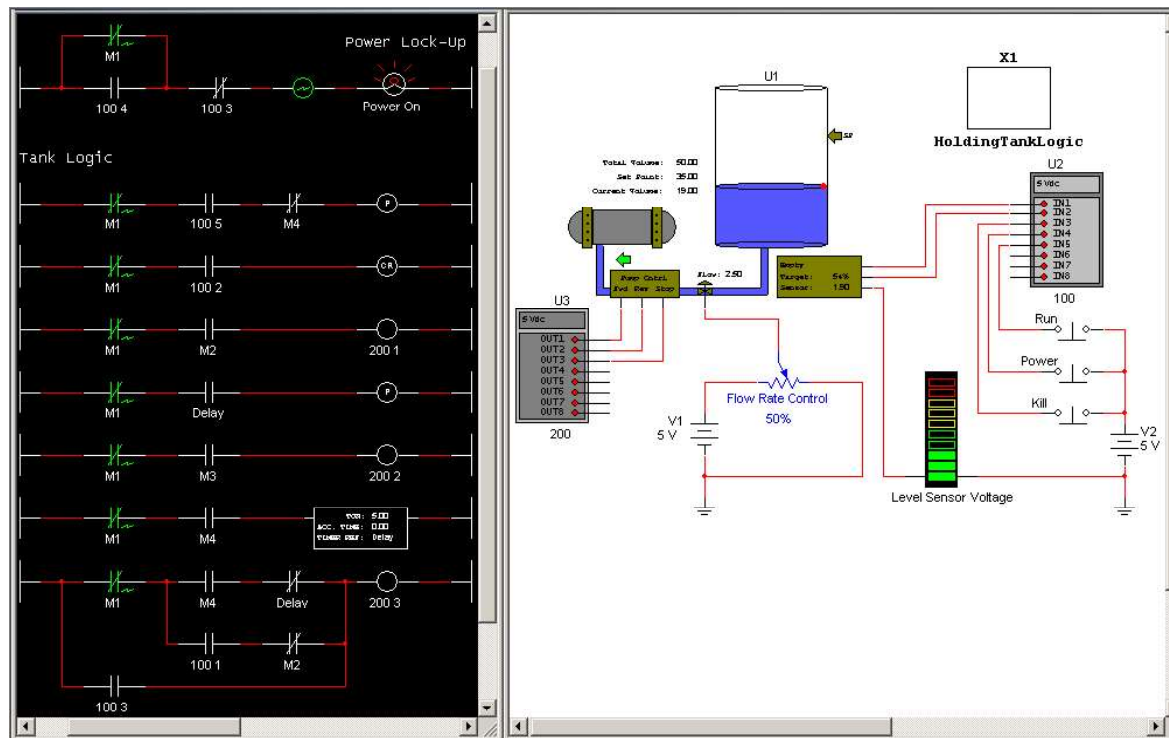 Power Lock-Up
M1
100 4
100 3
Power On
Tank Logic
M1
100 5
M4
P
M1
100 2
CR
M1
M2
200 1
M1
Delay
P
M1
M3
200 2
M1
M4
TON: 5.00
ACC. TIME: 0.00
TIMER REF: Delay
M1
M4
Delay
200 3
100 1
M2
100 3
U1
SP
Total Volume: 50.00
Set Point: 35.00
Current Volume: 19.00
Flow: 2.50
Pump Cntrl
Fwd Rev Stop
Empty
Target: 54%
Sensor: 1.90
X1
HoldingTankLogic
U2
5 Vdc
IN1
IN2
IN3
IN4
IN5
IN6
IN7
IN8
100
U3
5 Vdc
OUT1
OUT2
OUT3
OUT4
OUT5
OUT6
OUT7
OUT8
200
Run
Power
Kill
V1
5 V
Flow Rate Control
50%
V2
5 V
Level Sensor Voltage